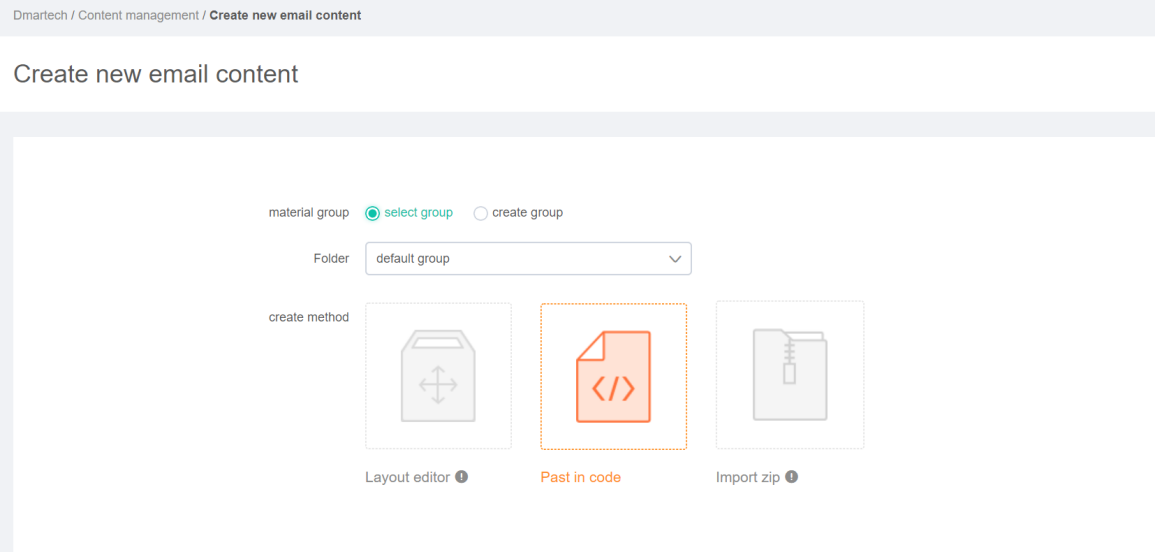 Dmartech / Content management / Create new email content
Create new email content
material group select group create group
Folder default group
create method
</>
Layout editor Past in code Import zip